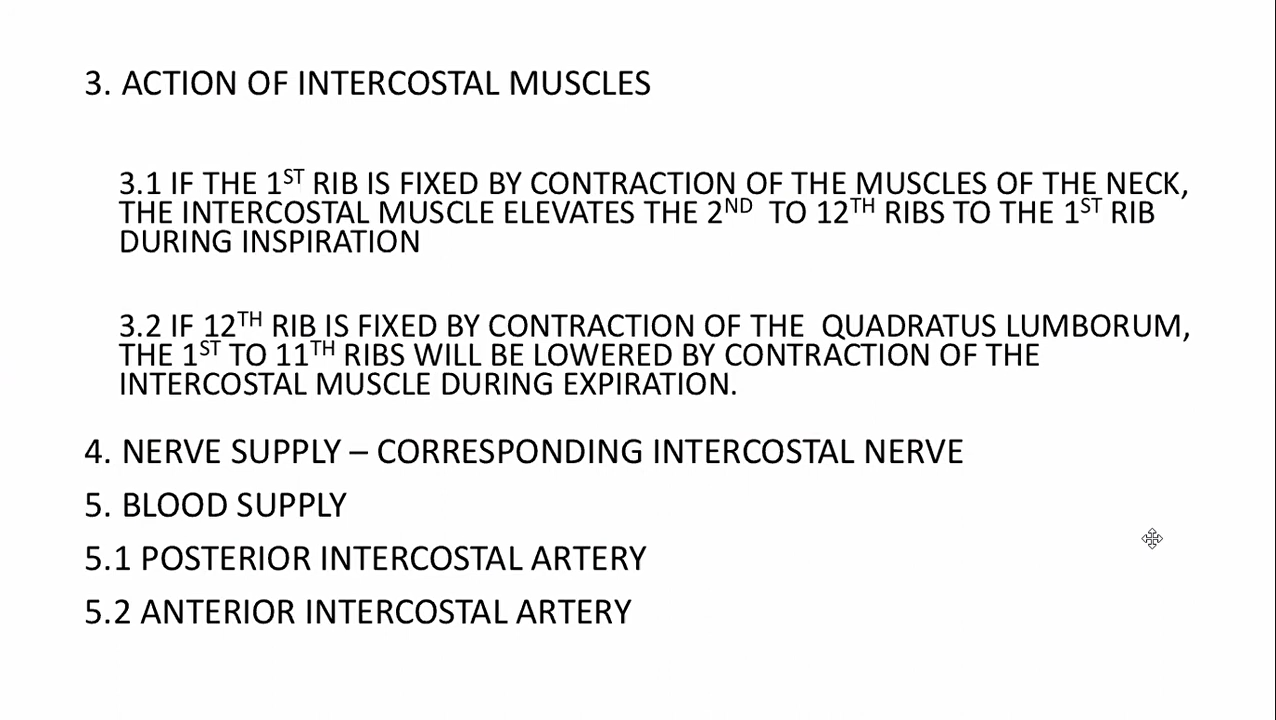 3. ACTION OF INTERCOSTAL MUSCLES
3.1 IF THE 1ST RIB IS FIXED BY CONTRACTION OF THE MUSCLES OF THE NECK,
THE INTERCOSTAL MUSCLE ELEVATES THE 2ND TO 12TH RIBS TO THE 1ST RIB
DURING INSPIRATION
3.2 IF 12TH RIB IS FIXED BY CONTRACTION OF THE QUADRATUS LUMBORUM,
THE 1ST TO 11TH RIBS WILL BE LOWERED BY CONTRACTION OF THE
INTERCOSTAL MUSCLE DURING EXPIRATION.
4. NERVE SUPPLY – CORRESPONDING INTERCOSTAL NERVE
5. BLOOD SUPPLY
5.1 POSTERIOR INTERCOSTAL ARTERY
5.2 ANTERIOR INTERCOSTAL ARTERY